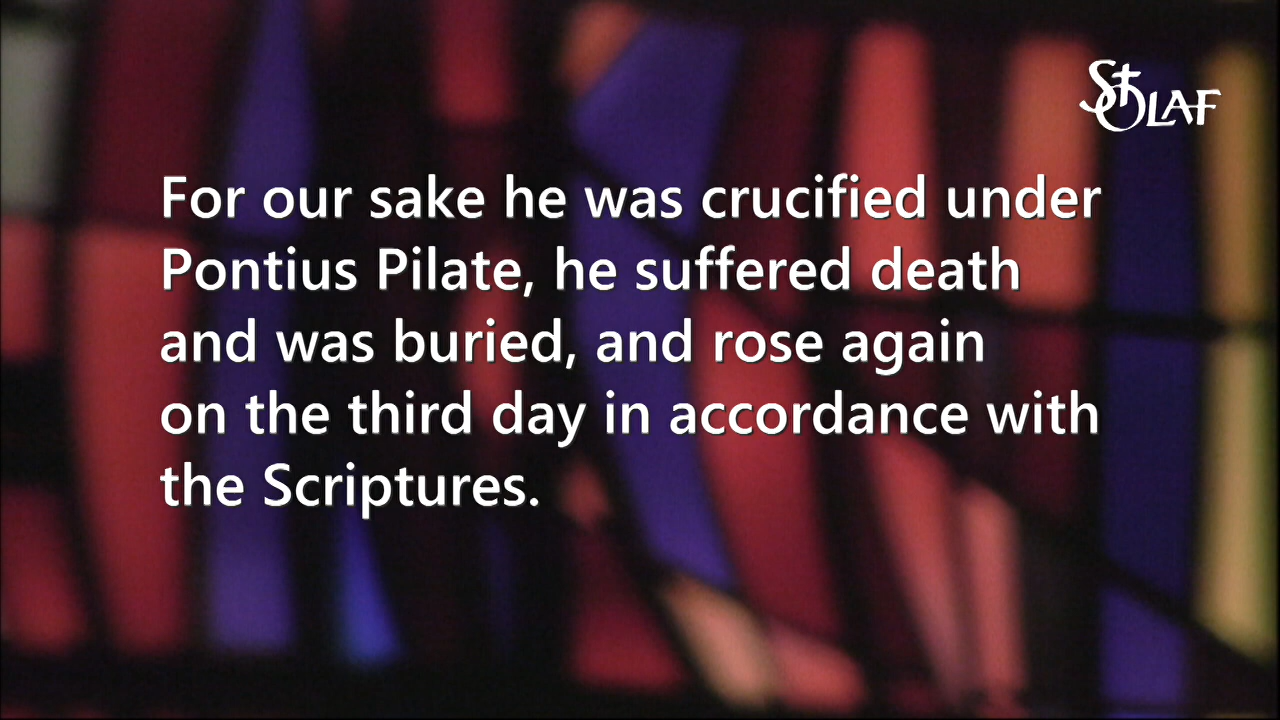 St OLAF
For our sake he was crucified under
Pontius Pilate, he suffered death
and was buried, and rose again
on the third day in accordance with
the Scriptures.